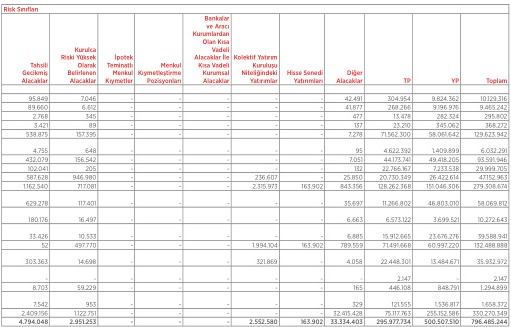 Risk Sınıfları
Tahsili Gecikmiş Alacaklar | Kurulca Riski Yüksek Olarak Belirlenen Alacaklar | İpotek Teminatlı Menkul Kıymetler | Menkul Kıymetleştirme Pozisyonları | Bankalar ve Aracı Kurumlardan Olan Kısa Vadeli Alacaklar İle Kısa Vadeli Kurumsal Alacaklar | Kolektif Yatırım Kuruluşu Niteliğindeki Yatırımlar | Hisse Senedi Yatırımları | Diğer Alacaklar | TP | YP | Toplam
95.849 7.046 - - - - - 42.491 304.954 9.824.362 10.129.316
89.660 6.612 - - - - - 41.877 268.266 9.196.976 9.465.242
2.768 345 - - - - - 477 13.478 282.324 295.802
3.421 89 - - - - - 137 23.210 345.062 368.272
538.875 157.395 - - - - - 7.278 71.562.300 58.061.642 129.623.942
4.755 648 - - - - - 95 4.622.392 1.409.899 6.032.291
432.079 156.542 - - - - - 7.051 44.173.741 49.418.205 93.591.946
102.041 205 - - - - - 132 22.766.167 7.233.538 29.999.705
587.628 946.980 - - - 236.607 - 25.850 20.730.349 26.422.614 47.152.963
1.162.540 717.081 - - - 2.315.973 163.902 843.356 128.262.368 151.046.306 279.308.674
629.278 117.401 - - - - - 35.697 11.266.802 46.803.010 58.069.812
180.176 16.497 - - - - - 6.663 6.573.122 3.699.521 10.272.643
33.426 10.533 - - - - - 6.885 15.912.665 23.676.276 39.588.941
52 497.770 - - - 1.994.104 163.902 789.559 71.491.668 60.997.220 132.488.888
303.363 14.698 - - - 321.869 - 4.058 22.448.301 13.484.671 35.932.972
- - - - - - - - 2.147 - 2.147
8.703 59.229 - - - - - 165 446.108 848.791 1.294.899
7.542 953 - - - - - 329 121.555 1.536.817 1.658.372
2.409.156 1.122.751 - - - - - 32.415.428 75.117.763 255.152.586 330.270.349
4.794.048 2.951.253 - - - 2.552.580 163.902 33.334.403 295.977.734 500.507.510 796.485.244